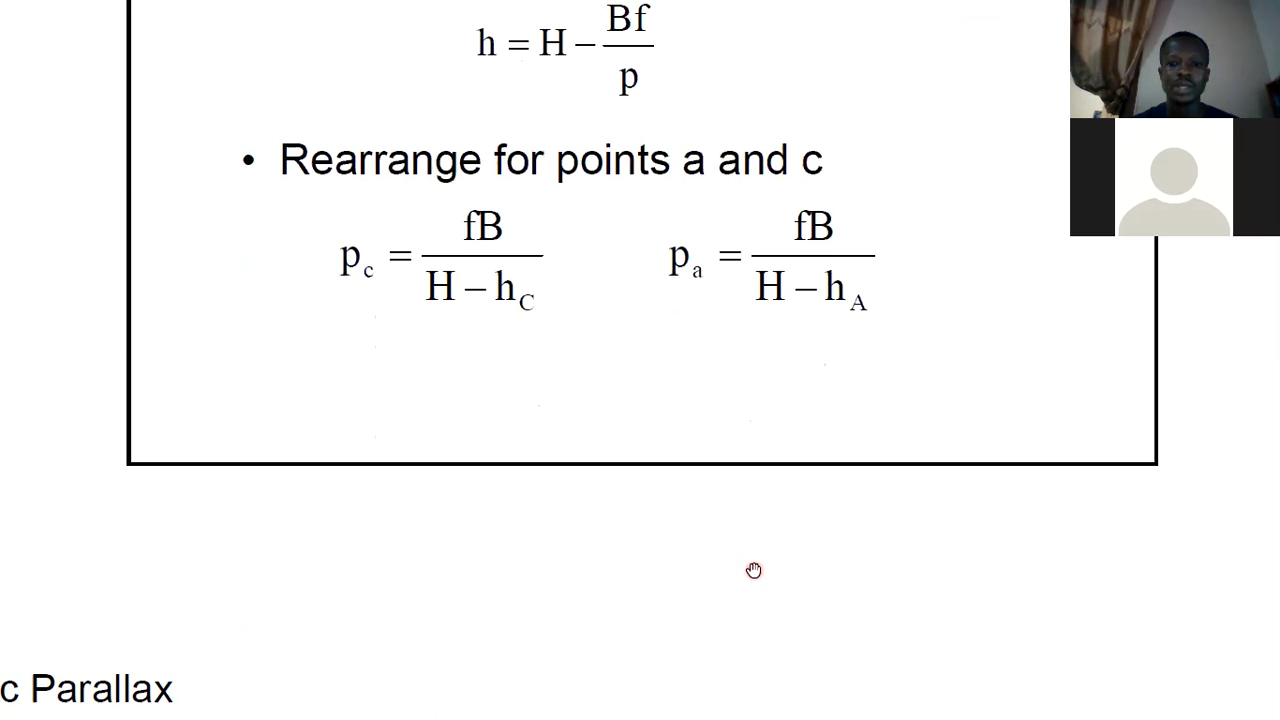 h = H − Bf/p
• Rearrange for points a and c
p_c = fB/(H − h_C)    p_a = fB/(H − h_A)
c Parallax